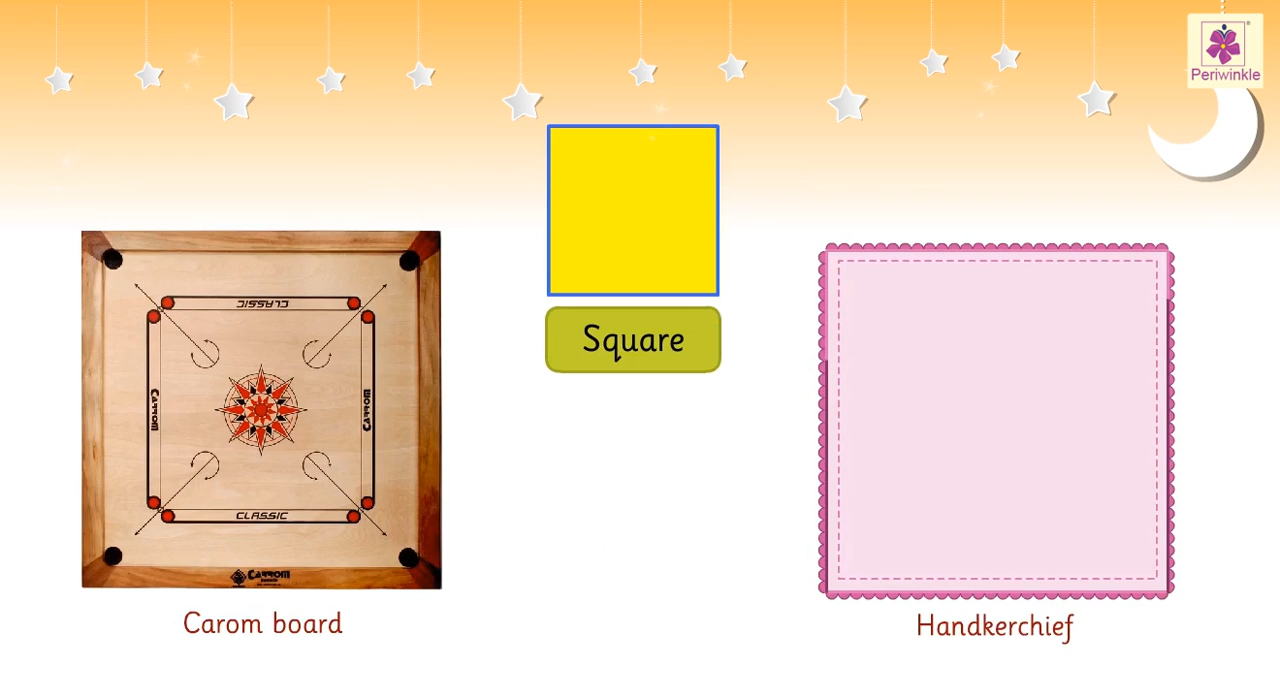 Periwinkle
Square
CLASSIC
CARROM
CARROM
CLASSIC
CARROM
Carom board
Handkerchief